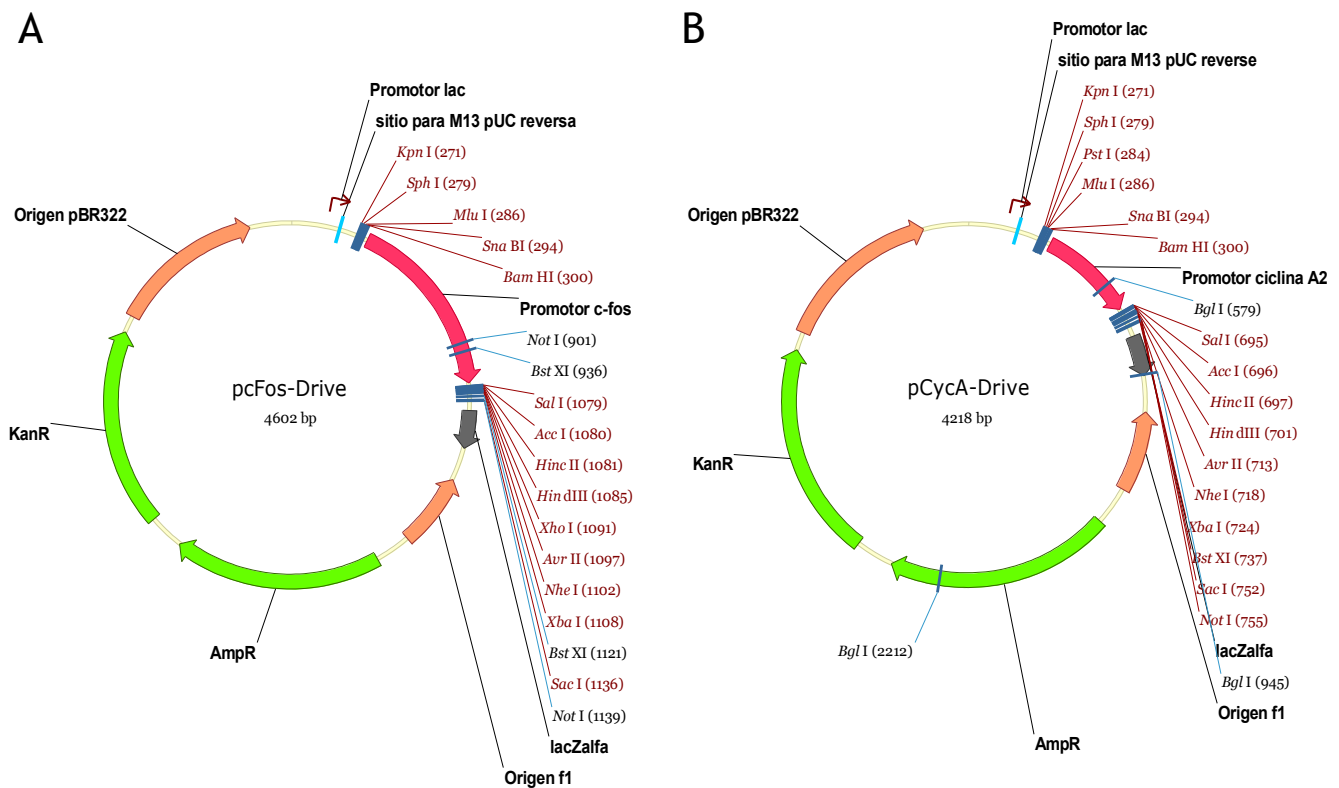 A
Promotor lac
sitio para M13 pUC reversa
Kpn I (271)
Sph I (279)
Mlu I (286)
Sna BI (294)
Bam HI (300)
Origen pBR322
Promotor c-fos
Not I (901)
Bst XI (936)
pcFos-Drive
4602 bp
Sal I (1079)
Acc I (1080)
Hinc II (1081)
Hin dIII (1085)
Xho I (1091)
Avr II (1097)
Nhe I (1102)
Xba I (1108)
Bst XI (1121)
Sac I (1136)
Not I (1139)
KanR
AmpR
lacZalfa
Origen f1
B
Promotor lac
sitio para M13 pUC reverse
Kpn I (271)
Sph I (279)
Pst I (284)
Mlu I (286)
Sna BI (294)
Bam HI (300)
Origen pBR322
Promotor ciclina A2
Bgl I (579)
pCycA-Drive
4218 bp
Sal I (695)
Acc I (696)
Hinc II (697)
Hin dIII (701)
Avr II (713)
Nhe I (718)
Xba I (724)
Bst XI (737)
Sac I (752)
Not I (755)
KanR
lacZalfa
Bgl I (2212)
Bgl I (945)
Origen f1
AmpR